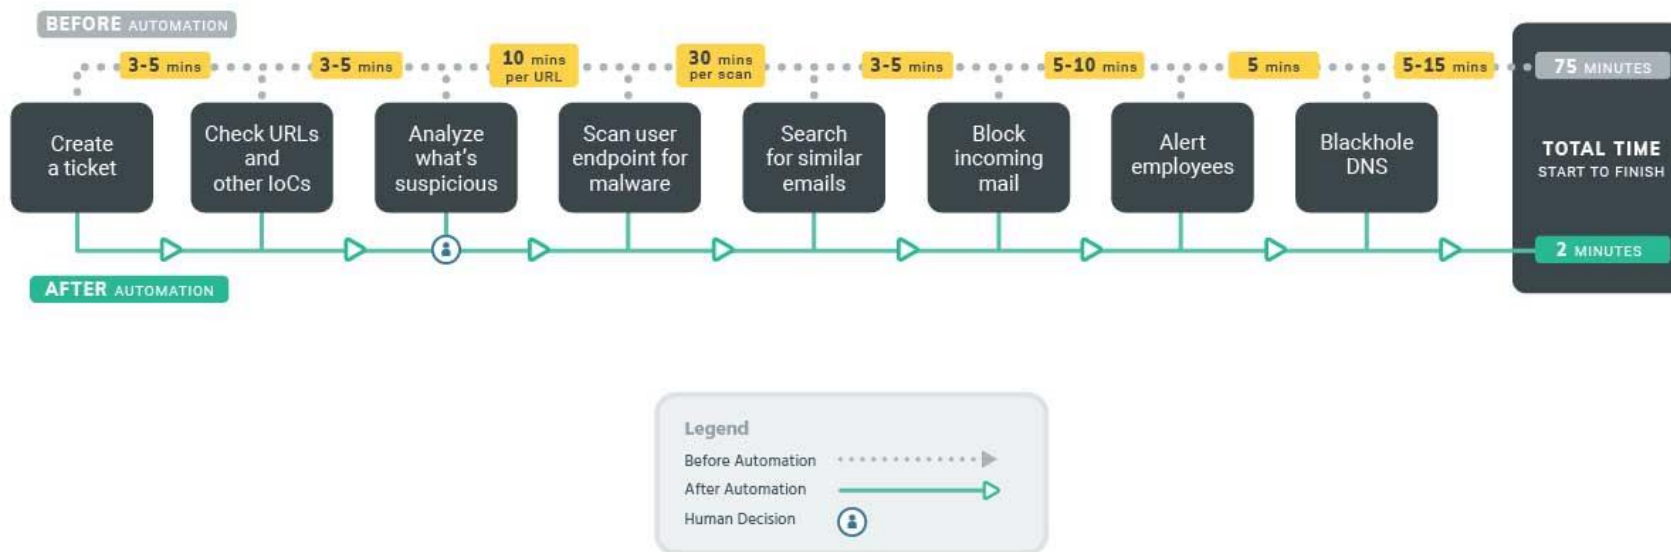 BEFORE AUTOMATION
3-5 mins
3-5 mins
10 mins
per URL
30 mins
per scan
3-5 mins
5-10 mins
5 mins
5-15 mins
75 MINUTES
Create
a ticket
Check URLs
and
other IoCs
Analyze
what's
suspicious
Scan user
endpoint for
malware
Search
for similar
emails
Block
incoming
mail
Alert
employees
Blackhole
DNS
TOTAL TIME
START TO FINISH
2 MINUTES
AFTER AUTOMATION
Legend
Before Automation
After Automation
Human Decision